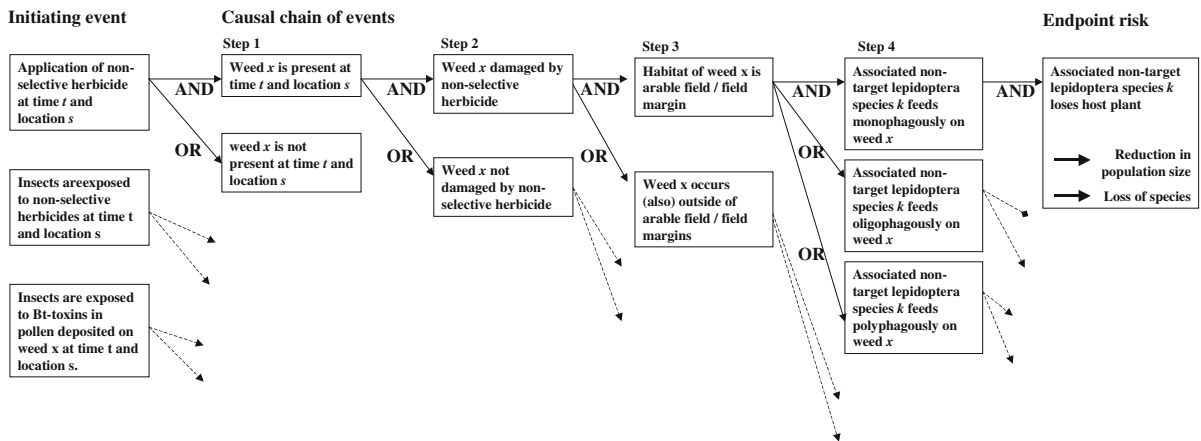 Initiating event
Causal chain of events
Endpoint risk
Step 1
Step 2
Step 3
Step 4
Application of non-
selective herbicide
at time t and
location s
AND
OR
Weed x is present at
time t and location s
weed x is not
present at time t and
location s
AND
OR
Weed x damaged by
non-selective
herbicide
Weed x not
damaged by non-
selective herbicide
AND
OR
Habitat of weed x is
arable field / field
margin
Weed x occurs
(also) outside of
arable field / field
margins
AND
OR
OR
Associated non-
target lepidoptera
species k feeds
monophagously on
weed x
Associated non-
target lepidoptera
species k feeds
oligophagously on
weed x
Associated non-
target lepidoptera
species k feeds
polyphagously on
weed x
AND
Associated non-target
lepidoptera species k
loses host plant
Reduction in
population size
Loss of species
Insects areexposed
to non-selective
herbicides at time t
and location s
Insects are exposed
to Bt-toxins in
pollen deposited on
weed x at time t and
location s.